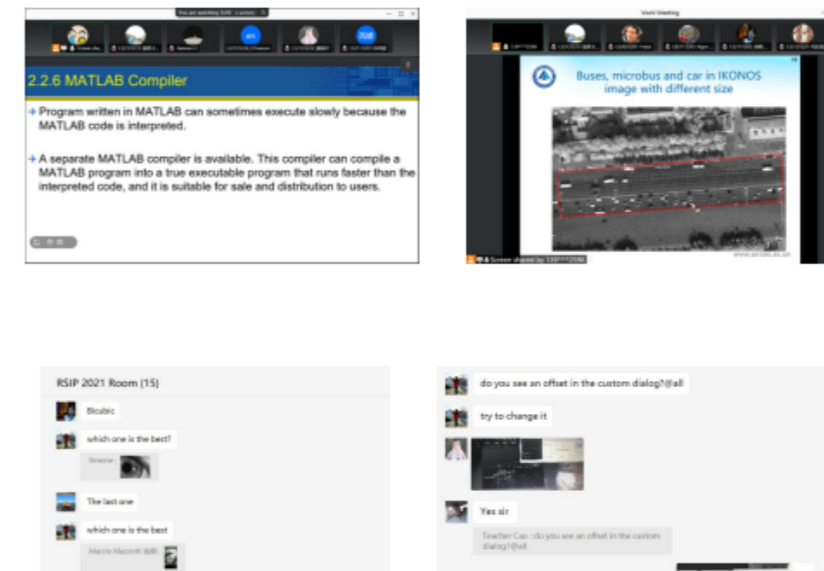 2.2.6 MATLAB Compiler
Program written in MATLAB can sometimes execute slowly because the
MATLAB code is interpreted.
A separate MATLAB compiler is available. This compiler can compile a
MATLAB program into a true executable program that runs faster than the
interpreted code, and it is suitable for sale and distribution to users.
Buses, microbus and car in IKONOS
image with different size
Screen shared by
RSIP 2021 Room (15)
Bicubic
which one is the best?
Simone
The last one
which one is the best
do you see an offset in the custom dialog?@all
try to change it
Yes sir
Teacher Cao : do you see an offset in the custom
dialog?@all